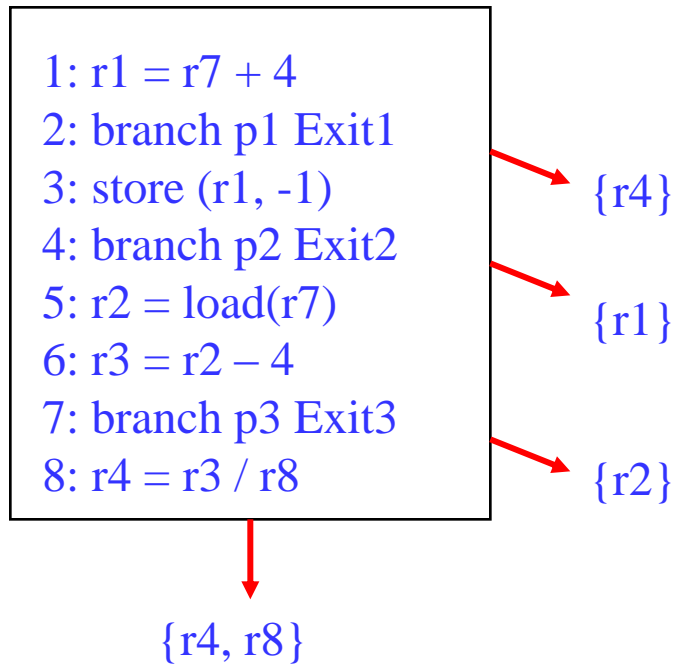 1: r1 = r7 + 4
2: branch p1 Exit1
3: store (r1, -1)
4: branch p2 Exit2
5: r2 = load(r7)
6: r3 = r2 – 4
7: branch p3 Exit3
8: r4 = r3 / r8
{r4}
{r1}
{r2}
{r4, r8}